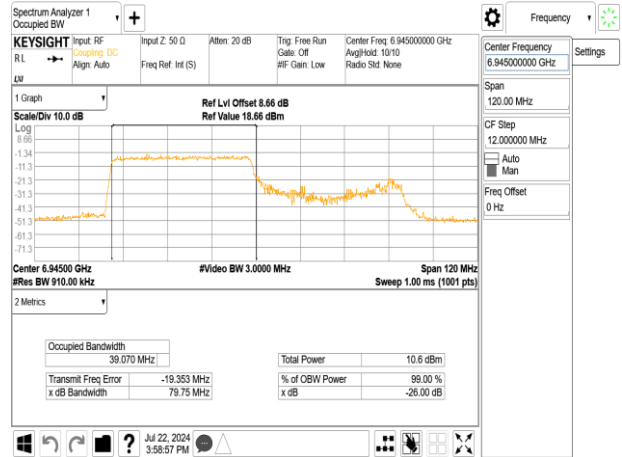 Spectrum Analyzer 1
Occupied BW
Frequency
KEYSIGHT
Input: RF
Coupling: DC
Align: Auto
Input Z: 50 Ω
Freq Ref: Int (S)
Atten: 20 dB
Trig: Free Run
Gate: Off
#IF Gain: Low
Center Freq: 6.945000000 GHz
Avg|Hold: 10/10
Radio Std: None
RL
LXI
Center Frequency
6.945000000 GHz
Settings
Span
120.00 MHz
CF Step
12.000000 MHz
Auto
Man
Freq Offset
0 Hz
1 Graph
Scale/Div 10.0 dB
Ref Lvl Offset 8.66 dB
Ref Value 18.66 dBm
Log
8.66
-1.34
-11.3
-21.3
-31.3
-41.3
-51.3
-61.3
-71.3
Center 6.94500 GHz
#Video BW 3.0000 MHz
Span 120 MHz
#Res BW 910.00 kHz
Sweep 1.00 ms (1001 pts)
2 Metrics
Occupied Bandwidth
39.070 MHz
Total Power 10.6 dBm
Transmit Freq Error -19.353 MHz
% of OBW Power 99.00 %
x dB Bandwidth 79.75 MHz
x dB -26.00 dB
?
Jul 22, 2024
3:58:57 PM